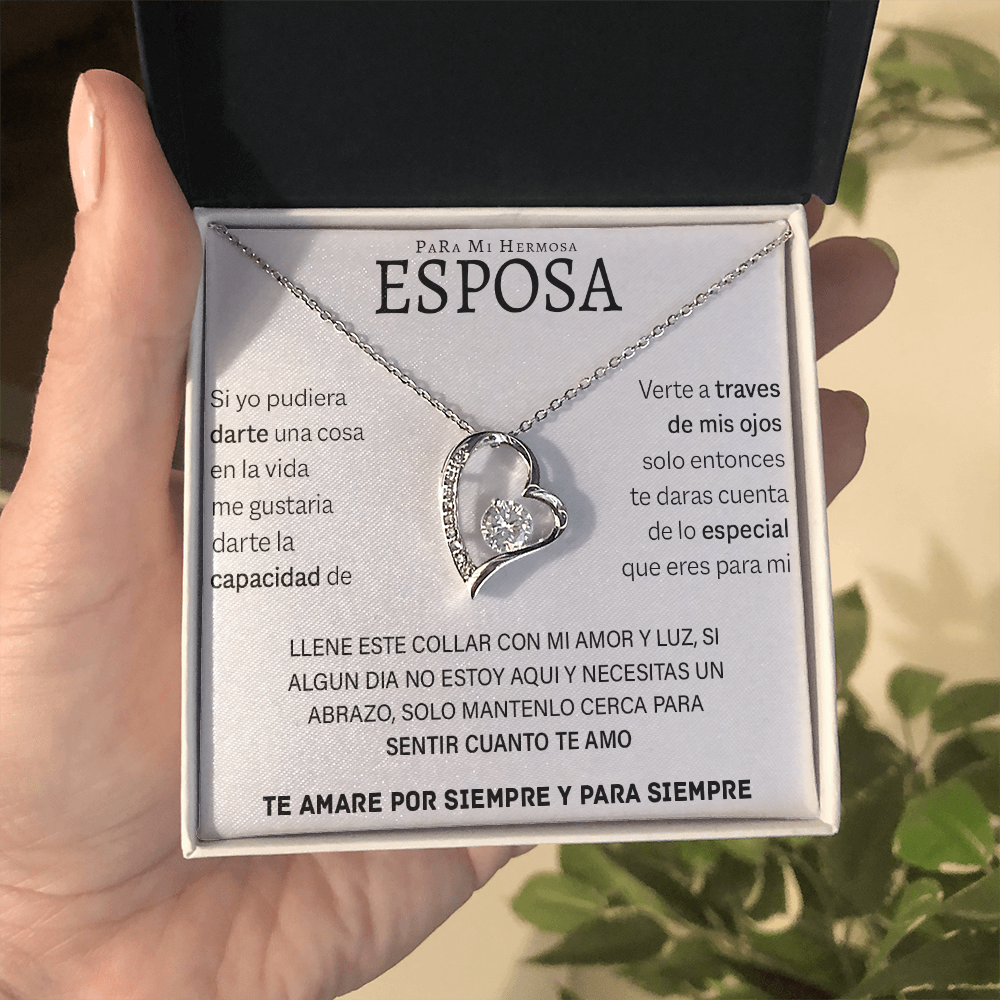 PaRa Mi Hermosa
ESPOSA
Si yo pudiera
darte una cosa
en la vida
me gustaria
darte la
capacidad de
Verte a traves
de mis ojos
solo entonces
te daras cuenta
de lo especial
que eres para mi
LLENE ESTE COLLAR CON MI AMOR Y LUZ, SI
ALGUN DIA NO ESTOY AQUI Y NECESITAS UN
ABRAZO, SOLO MANTENLO CERCA PARA
SENTIR CUANTO TE AMO
TE AMARE POR SIEMPRE Y PARA SIEMPRE